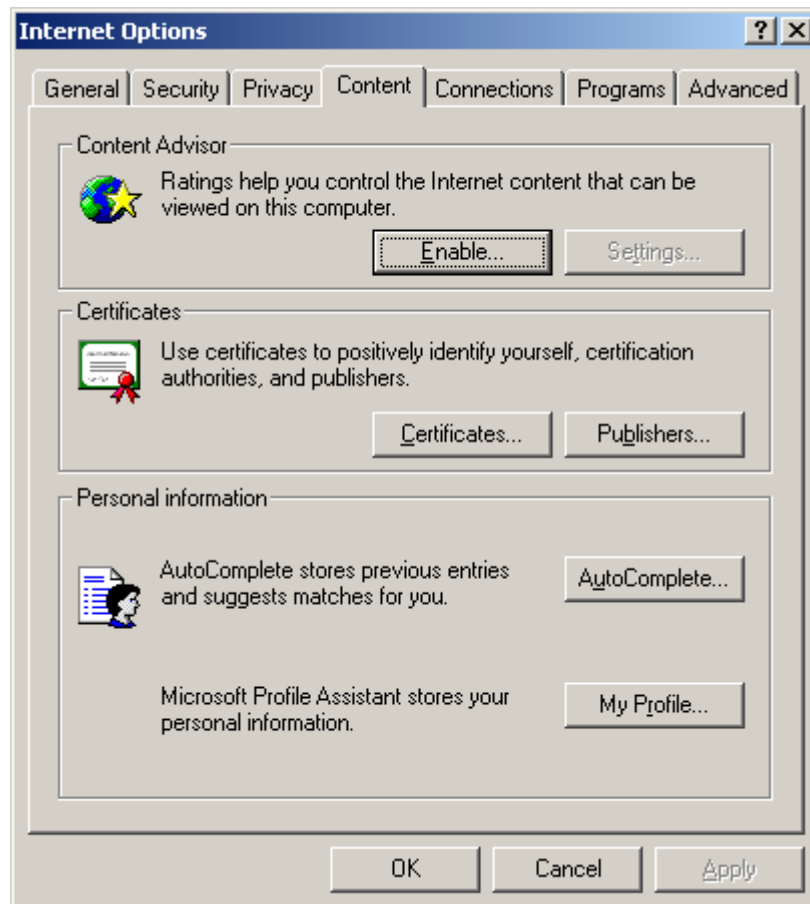 Internet Options
General Security Privacy Content Connections Programs Advanced
Content Advisor
Ratings help you control the Internet content that can be
viewed on this computer.
Enable... Settings...
Certificates
Use certificates to positively identify yourself, certification
authorities, and publishers.
Certificates... Publishers...
Personal information
AutoComplete stores previous entries
and suggests matches for you.
AutoComplete...
Microsoft Profile Assistant stores your
personal information.
My Profile...
OK Cancel Apply